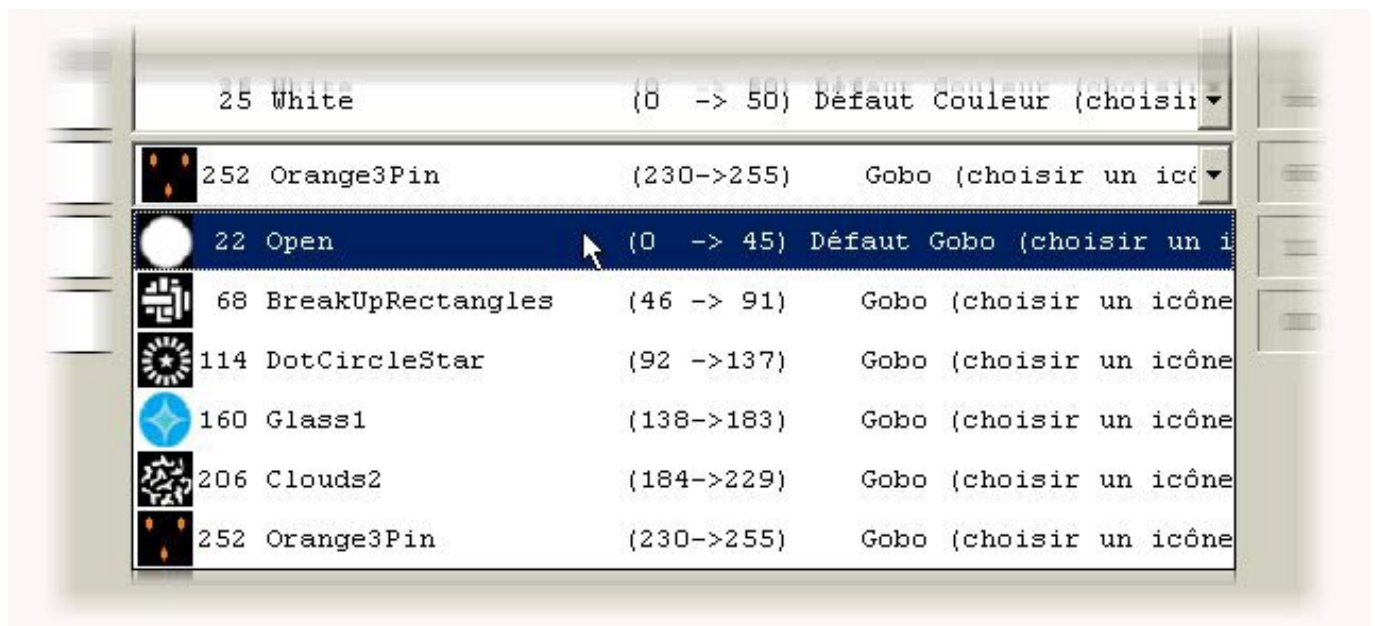 25 White (0 -> 50) Défaut Couleur (choisir
252 Orange3Pin (230->255) Gobo (choisir un icô
22 Open (0 -> 45) Défaut Gobo (choisir un i
68 BreakUpRectangles (46 -> 91) Gobo (choisir un icône
114 DotCircleStar (92 ->137) Gobo (choisir un icône
160 Glass1 (138->183) Gobo (choisir un icône
206 Clouds2 (184->229) Gobo (choisir un icône
252 Orange3Pin (230->255) Gobo (choisir un icône